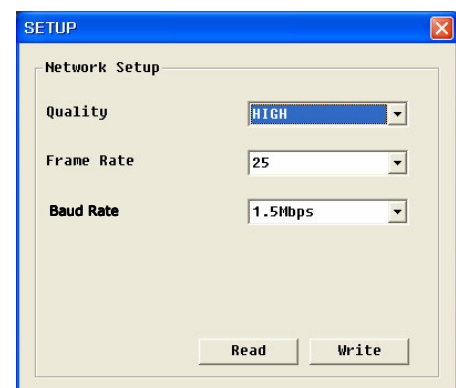 SETUP
Network Setup
Quality HIGH
Frame Rate 25
Baud Rate 1.5Mbps
Read Write